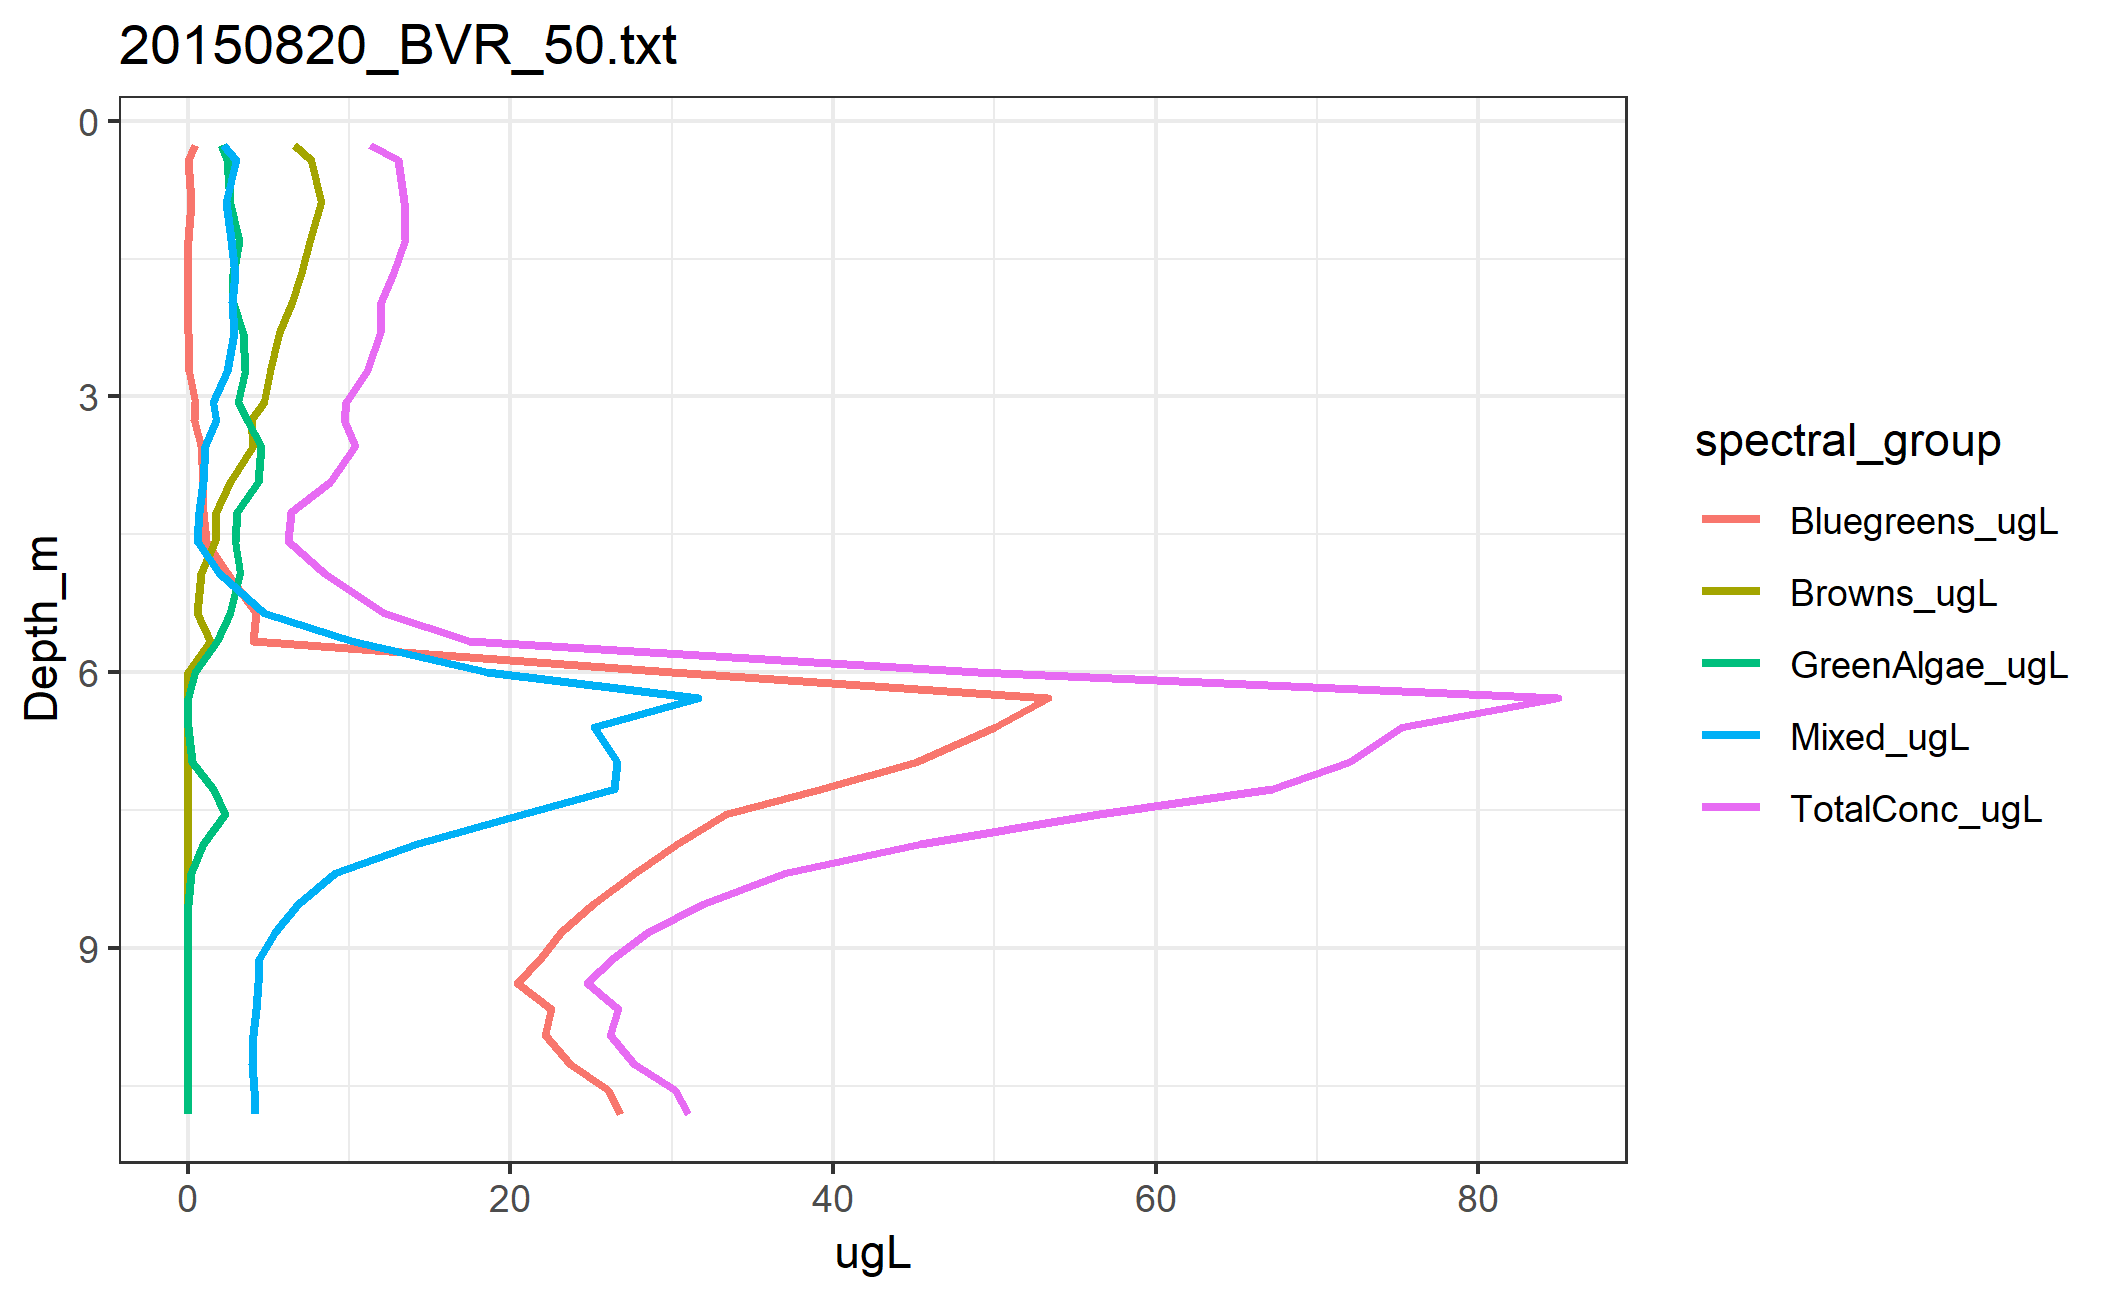 20150820_BVR_50.txt
0
3
6
9
Depth_m
0 20 40 60 80
ugL
spectral_group
Bluegreens_ugL
Browns_ugL
GreenAlgae_ugL
Mixed_ugL
TotalConc_ugL